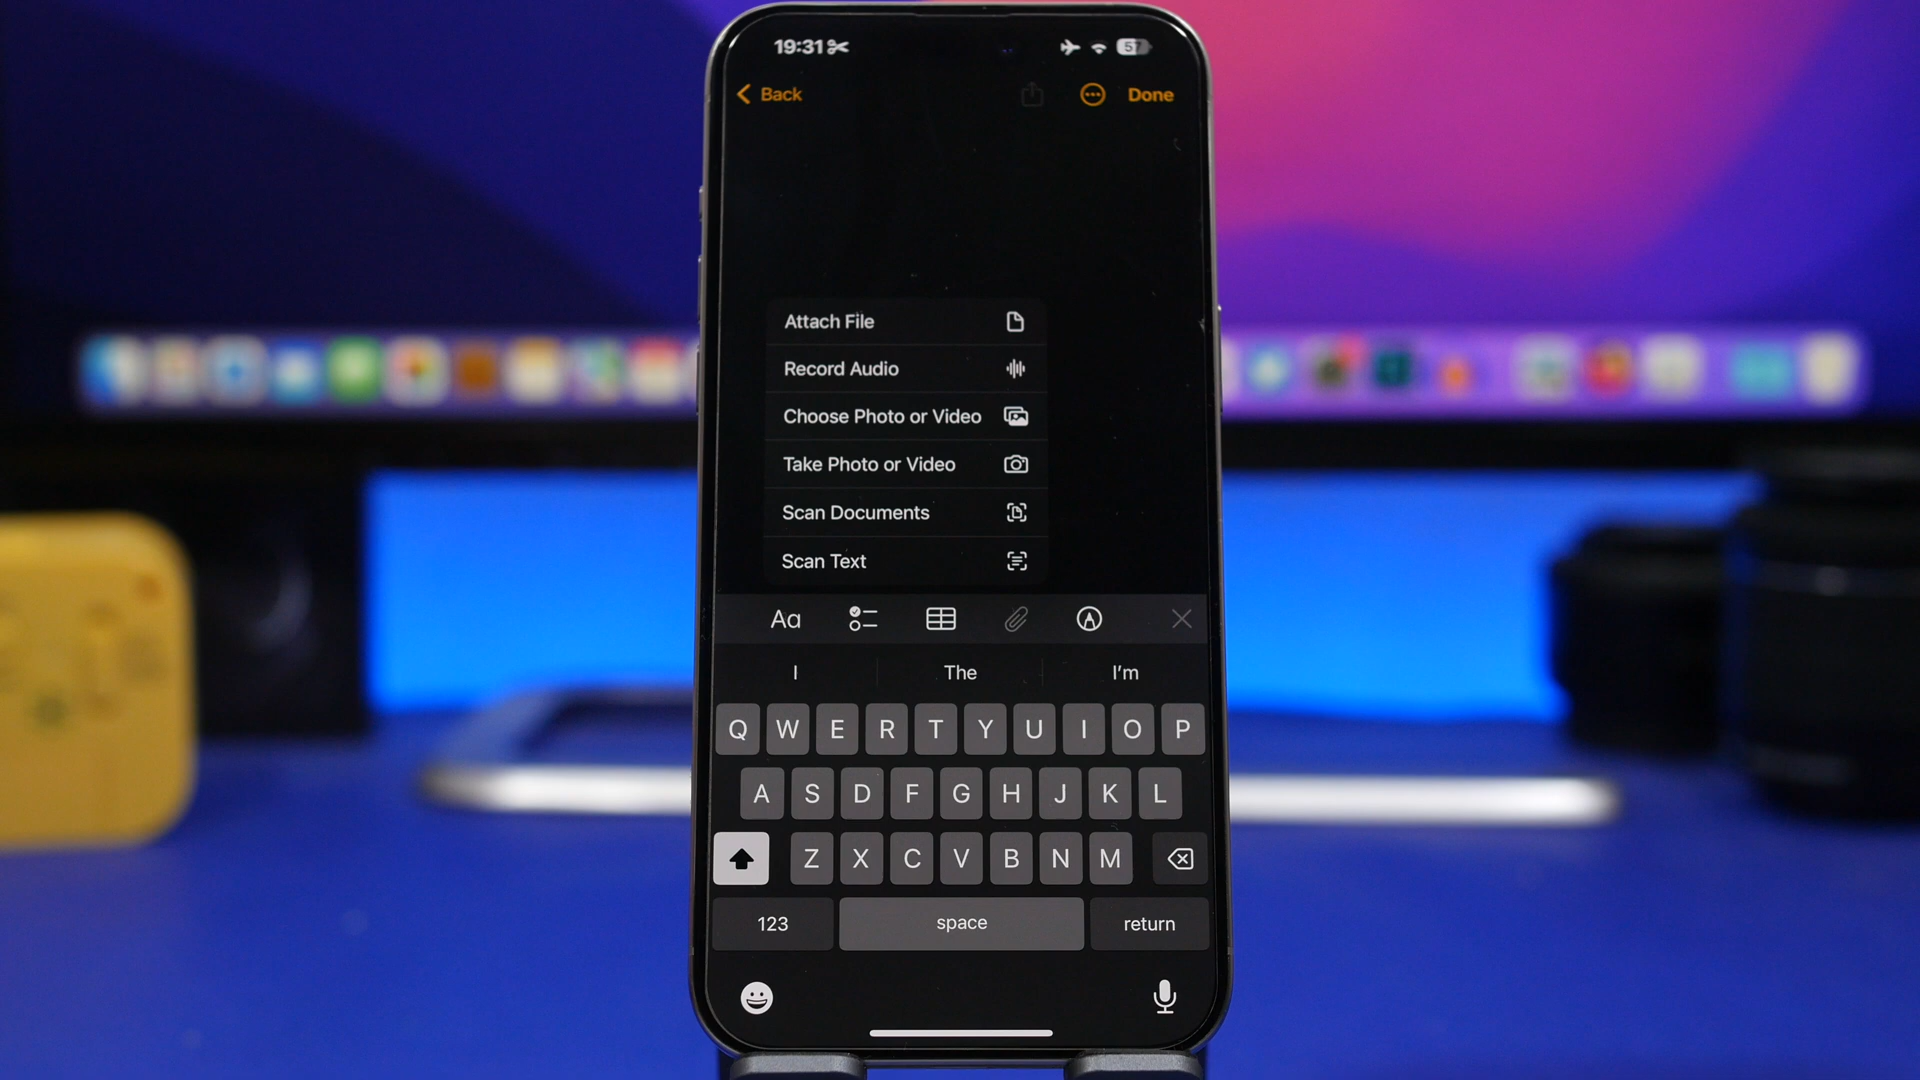 19:31
57
Back
Done
Attach File
Record Audio
Choose Photo or Video
Take Photo or Video
Scan Documents
Scan Text
Aa
I The I'm
Q W E R T Y U I O P
A S D F G H J K L
Z X C V B N M
123 space return